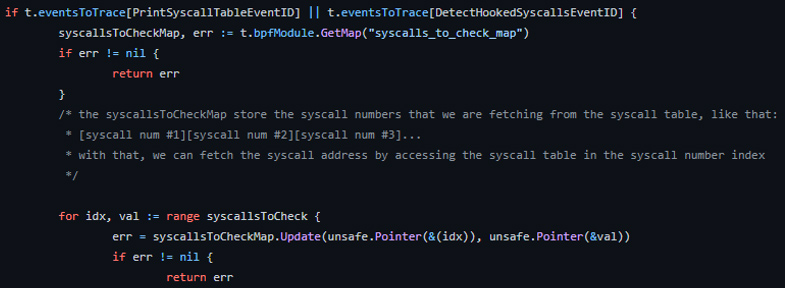 if t.eventsToTrace[PrintSyscallTableEventID] || t.eventsToTrace[DetectHookedSyscallsEventID] {
syscallsToCheckMap, err := t.bpfModule.GetMap("syscalls_to_check_map")
if err != nil {
return err
}
/* the syscallsToCheckMap store the syscall numbers that we are fetching from the syscall table, like that:
* [syscall num #1][syscall num #2][syscall num #3]...
* with that, we can fetch the syscall address by accessing the syscall table in the syscall number index
*/
for idx, val := range syscallsToCheck {
err = syscallsToCheckMap.Update(unsafe.Pointer(&(idx)), unsafe.Pointer(&val))
if err != nil {
return err